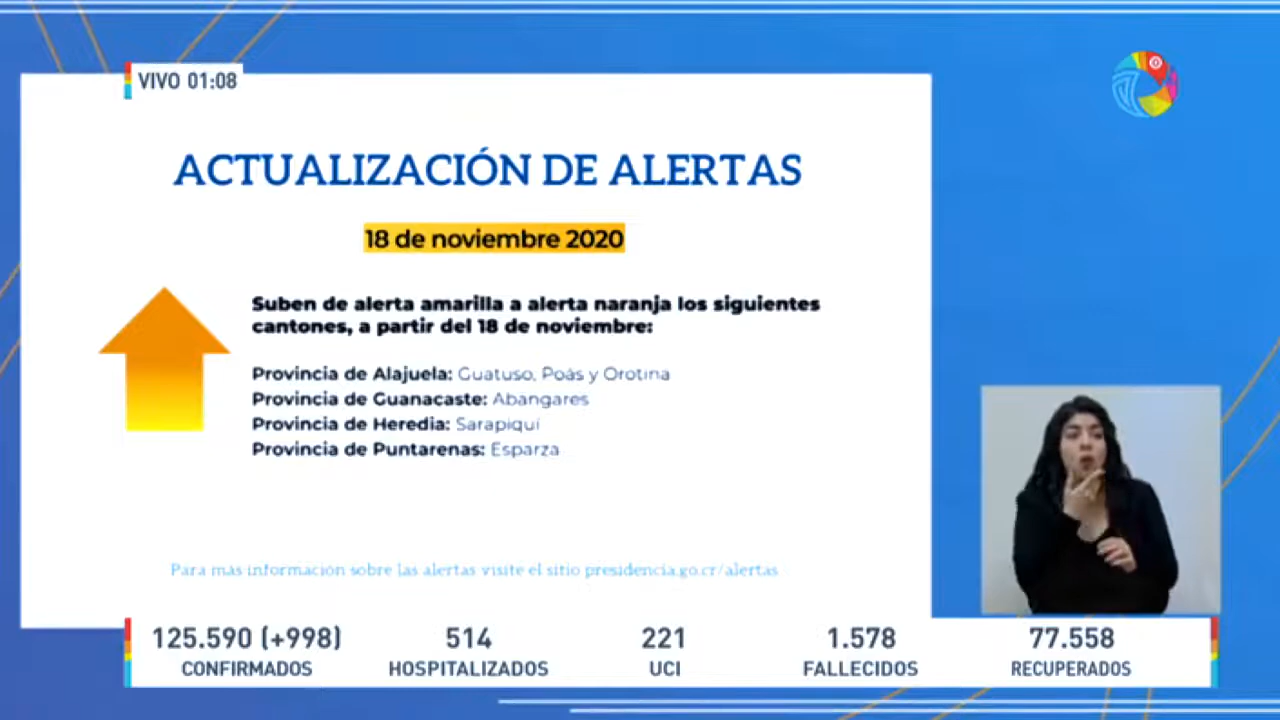 VIVO 01:08
ACTUALIZACIÓN DE ALERTAS
18 de noviembre 2020
Suben de alerta amarilla a alerta naranja los siguientes
cantones, a partir del 18 de noviembre:
Provincia de Alajuela: Guatuso, Poás y Orotina
Provincia de Guanacaste: Abangares
Provincia de Heredia: Sarapiquí
Provincia de Puntarenas: Esparza
Para más información sobre las alertas visite el sitio presidencia.go.cr/alertas
125.590 (+998) 514 221 1.578 77.558
CONFIRMADOS HOSPITALIZADOS UCI FALLECIDOS RECUPERADOS